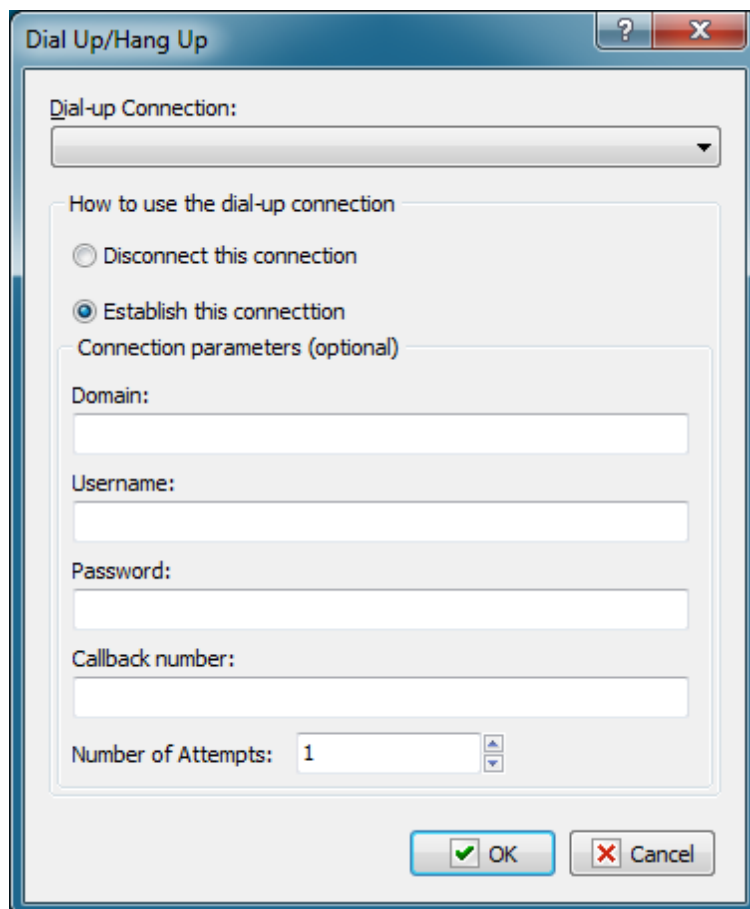 Dial Up/Hang Up
?
X
Dial-up Connection:
How to use the dial-up connection
Disconnect this connection
Establish this connecttion
Connection parameters (optional)
Domain:
Username:
Password:
Callback number:
Number of Attempts: 1
OK Cancel